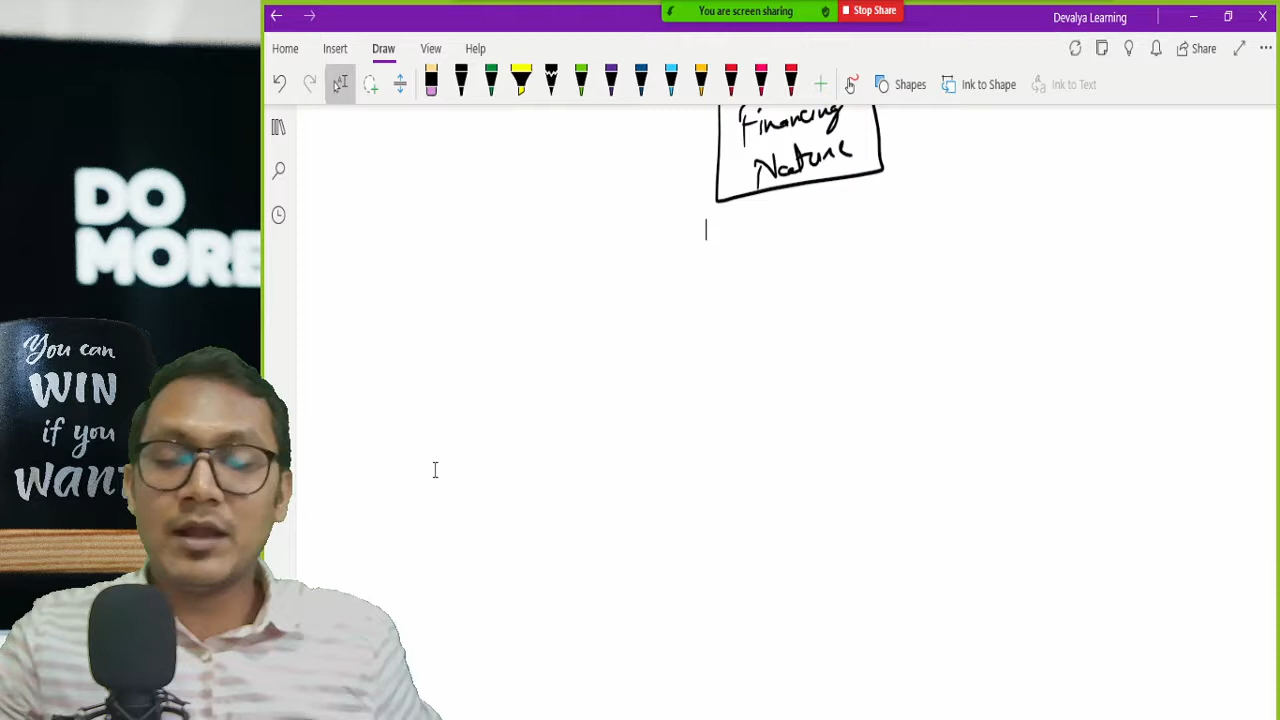 You are screen sharing
Stop Share
Devalya Learning
Home
Insert
Draw
View
Help
Share
Shapes
Ink to Shape
Ink to Text
Financing
Nature
DO
MORE
You can
WIN
if you
Want